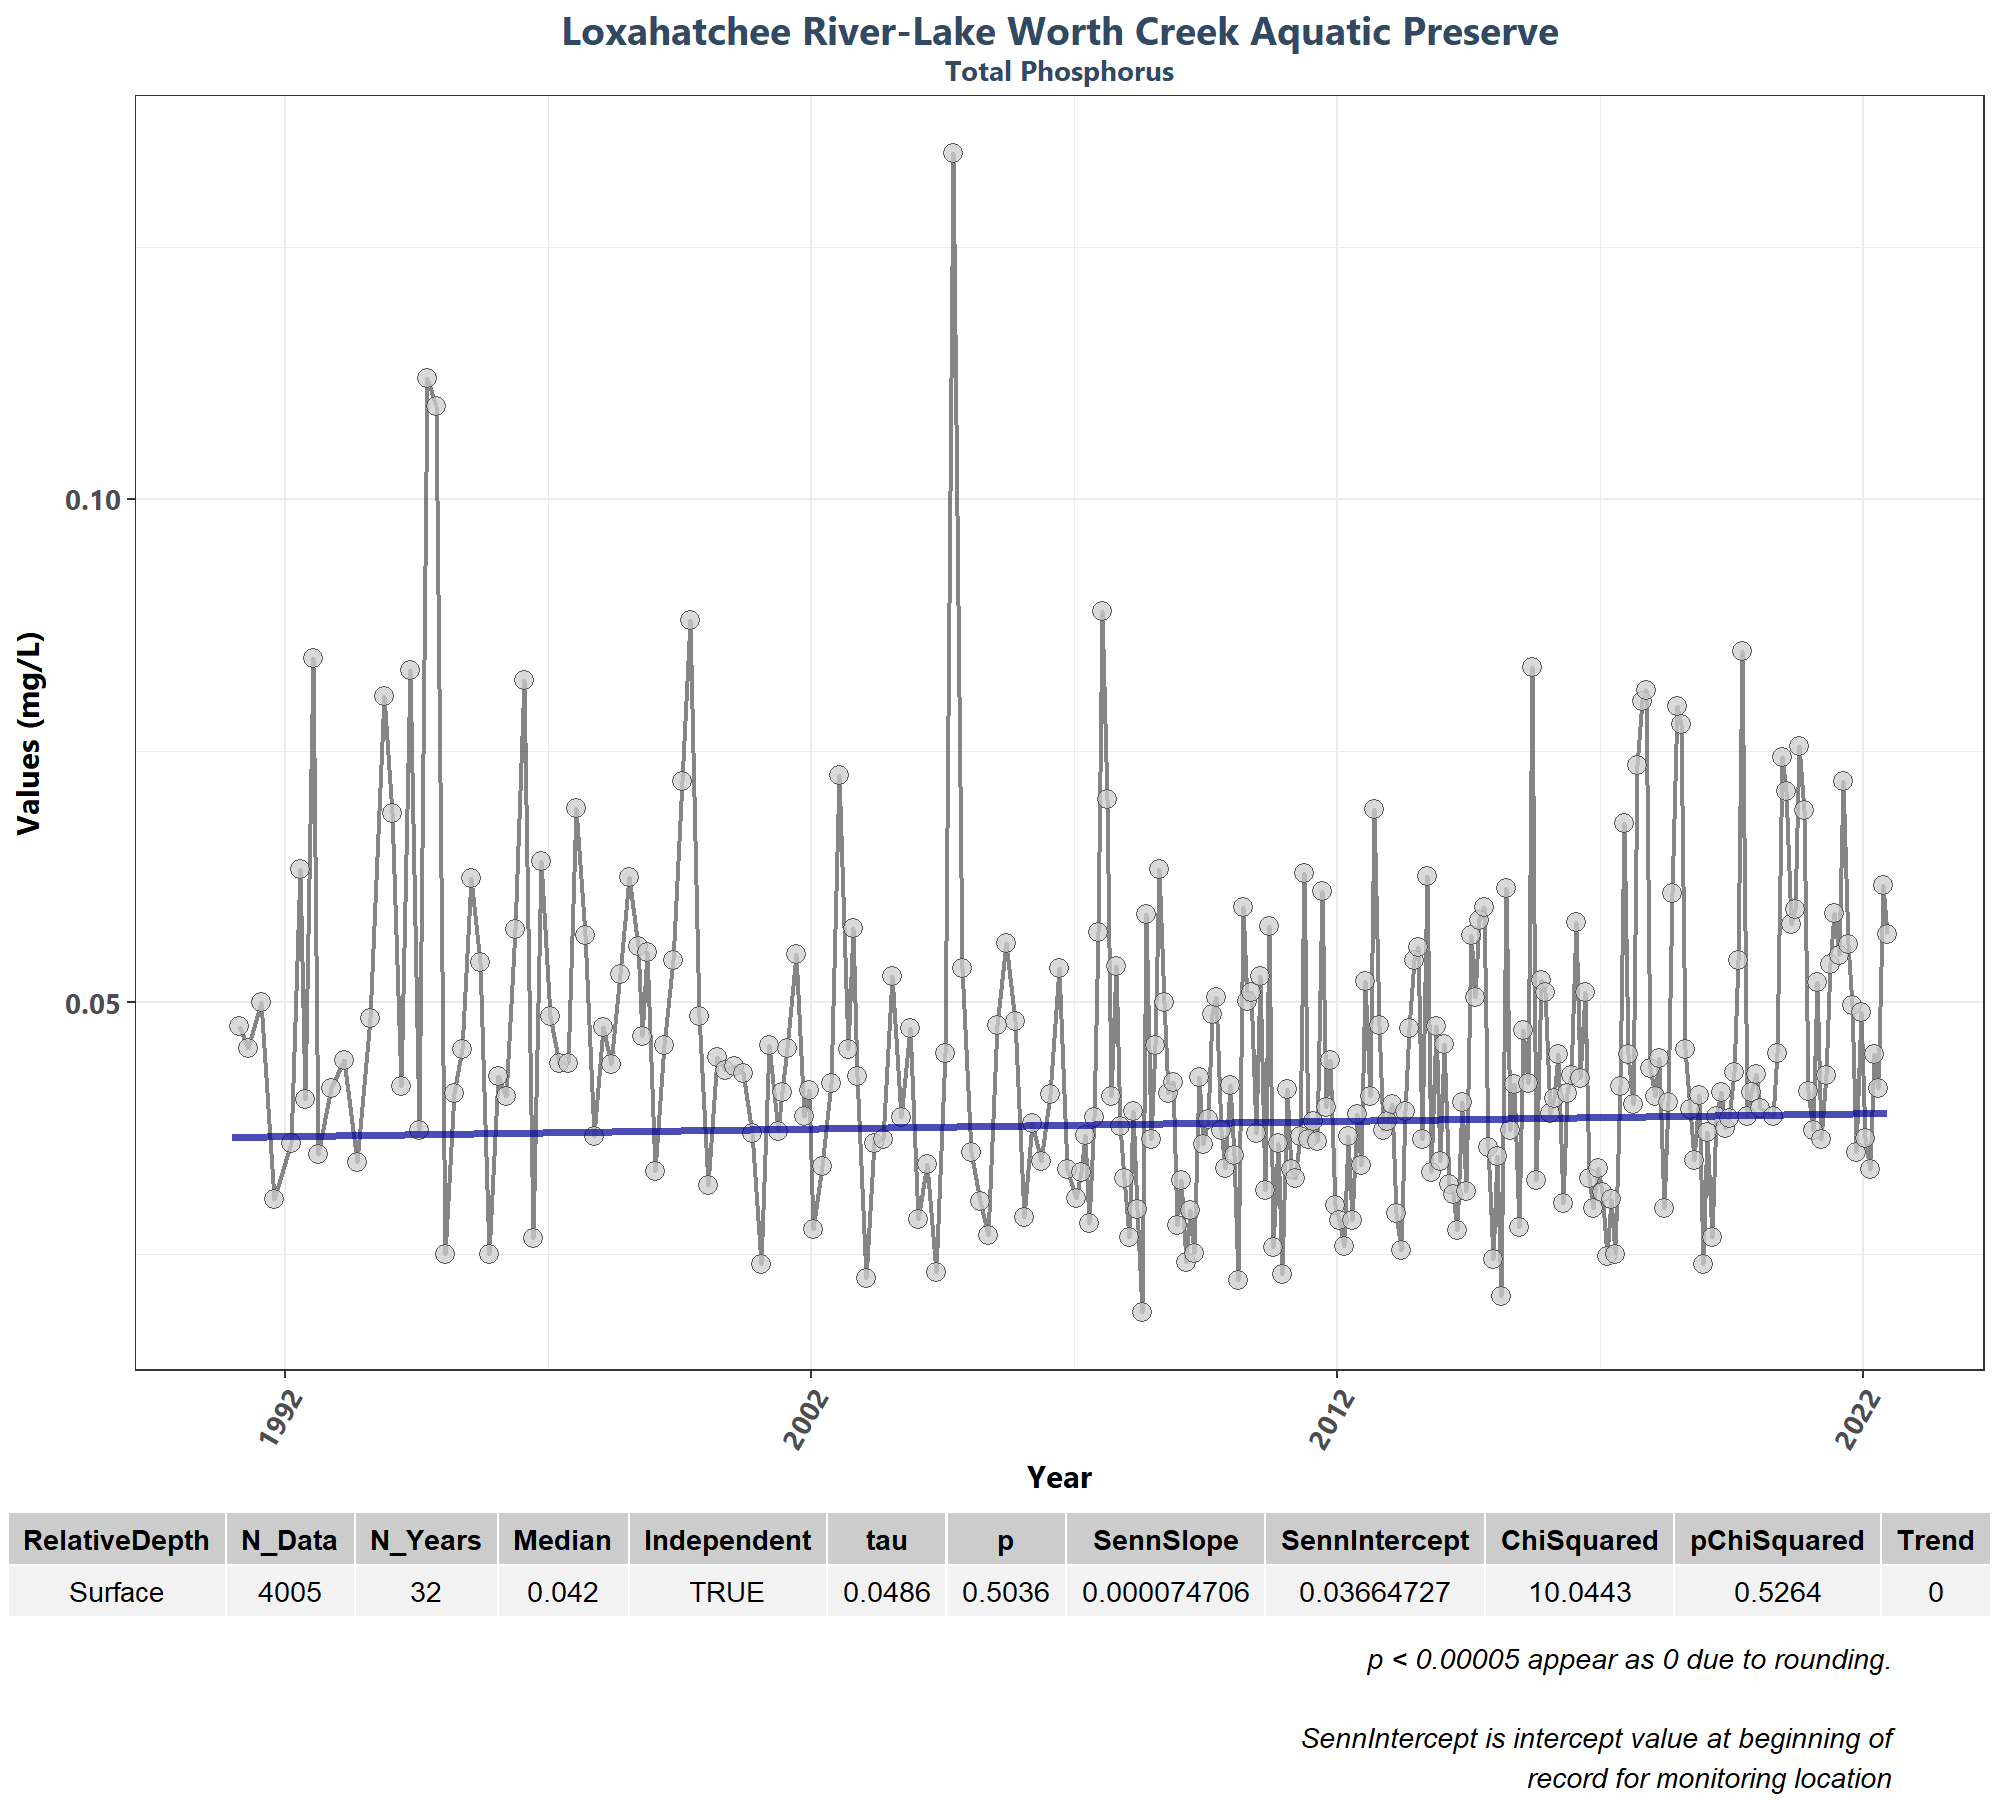 Loxahatchee River-Lake Worth Creek Aquatic Preserve
Total Phosphorus
Values (mg/L)
0.10
0.05
1992
2002
2012
2022
Year
RelativeDepth N_Data N_Years Median Independent tau p SennSlope SennIntercept ChiSquared pChiSquared Trend
Surface 4005 32 0.042 TRUE 0.0486 0.5036 0.000074706 0.03664727 10.0443 0.5264 0
p < 0.00005 appear as 0 due to rounding.
SennIntercept is intercept value at beginning of
record for monitoring location